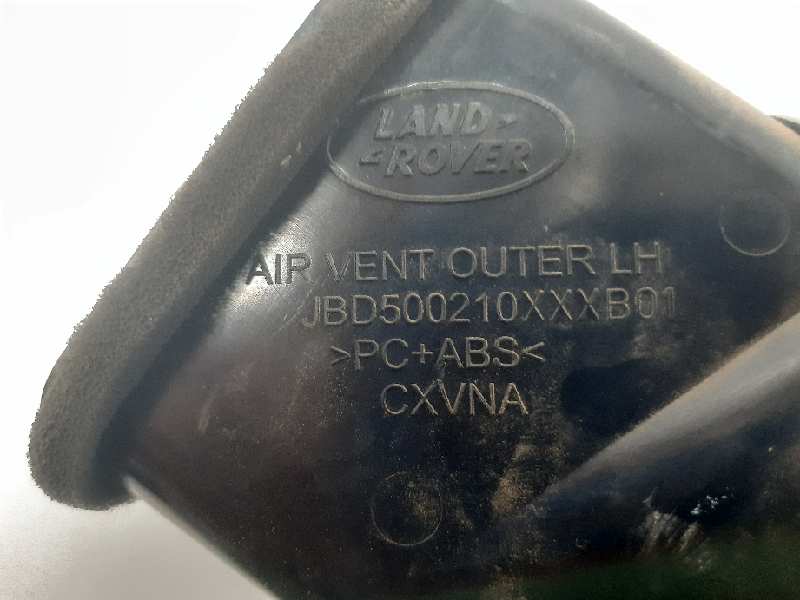 LAND-
-ROVER
AIR VENT OUTER LH
JBD500210XXXB01
>PC+ABS<
CXVNA